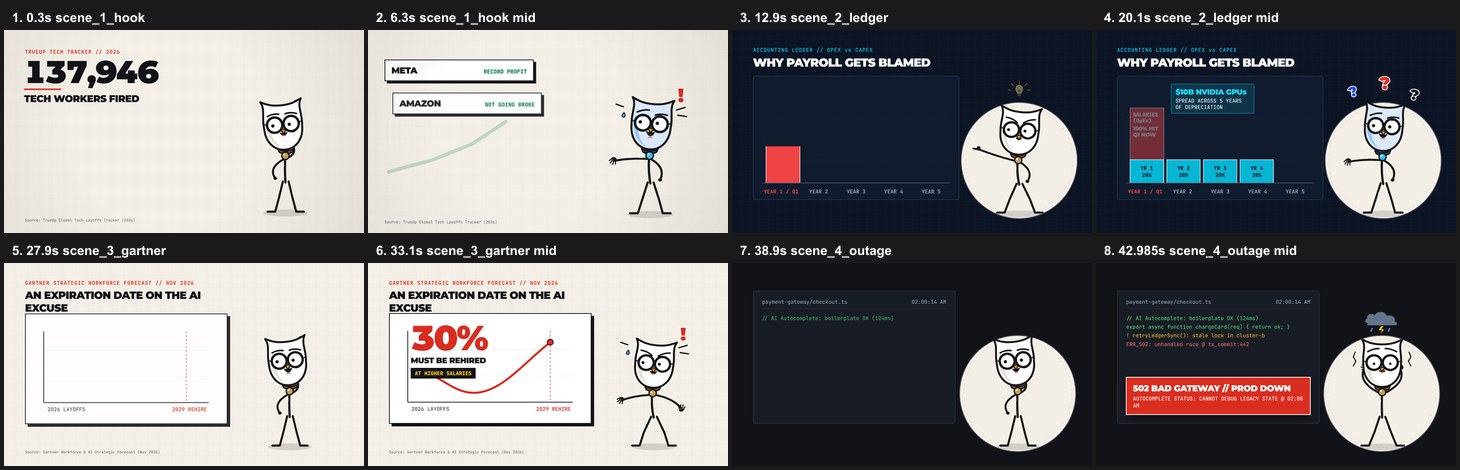 1. 0.3s scene_1_hook
TRUEUP TECH TRACKER // 2026
137,946
TECH WORKERS FIRED
Source: TrueUp Global Tech Layoffs Tracker (2026)
2. 6.3s scene_1_hook mid
META RECORD PROFIT
AMAZON NOT GOING BROKE
!
Source: TrueUp Global Tech Layoffs Tracker (2026)
3. 12.9s scene_2_ledger
ACCOUNTING LEDGER // OPEX vs CAPEX
WHY PAYROLL GETS BLAMED
YEAR 1 / Q1 YEAR 2 YEAR 3 YEAR 4 YEAR 5
4. 20.1s scene_2_ledger mid
ACCOUNTING LEDGER // OPEX vs CAPEX
WHY PAYROLL GETS BLAMED
? ? ?
$10B NVIDIA GPUs
SPREAD ACROSS 5 YEARS
OF DEPRECIATION
SALARIES
(OpEx)
100% HIT
Q1 NOW
YR 1 YR 2 YR 3 YR 4
20% 20% 20% 20%
YEAR 1 / Q1 YEAR 2 YEAR 3 YEAR 4 YEAR 5
5. 27.9s scene_3_gartner
GARTNER STRATEGIC WORKFORCE FORECAST // NOV 2026
AN EXPIRATION DATE ON THE AI
EXCUSE
2026 LAYOFFS 2029 REHIRE
Source: Gartner Workforce & AI Strategic Forecast (Nov 2026)
6. 33.1s scene_3_gartner mid
GARTNER STRATEGIC WORKFORCE FORECAST // NOV 2026
AN EXPIRATION DATE ON THE AI
EXCUSE
30%
MUST BE REHIRED
AT HIGHER SALARIES
2026 LAYOFFS 2029 REHIRE
!
Source: Gartner Workforce & AI Strategic Forecast (Nov 2026)
7. 38.9s scene_4_outage
payment-gateway/checkout.ts 02:00:14 AM
// AI Autocomplete: boilerplate OK (124ms)
8. 42.985s scene_4_outage mid
payment-gateway/checkout.ts 02:00:14 AM
// AI Autocomplete: boilerplate OK (124ms)
export async function chargeCard(req) { return ok; }
! retryLedgerSync(): stale lock in cluster-b
ERR_502: unhandled race @ tx_commit:442
502 BAD GATEWAY // PROD DOWN
AUTOCOMPLETE STATUS: CANNOT DEBUG LEGACY STATE @ 02:00
AM